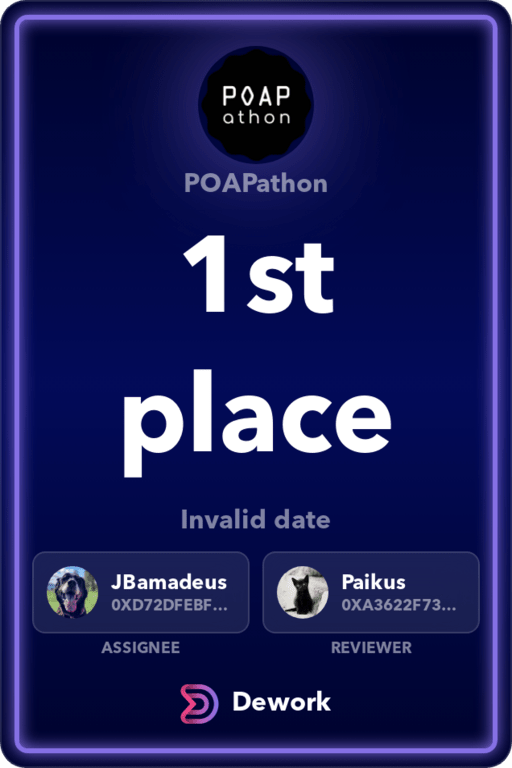 POAP
athon
POAPathon
1st
place
Invalid date
JBamadeus
0XD72DFEBF...
Paikus
0XA3622F73...
ASSIGNEE
REVIEWER
Dework